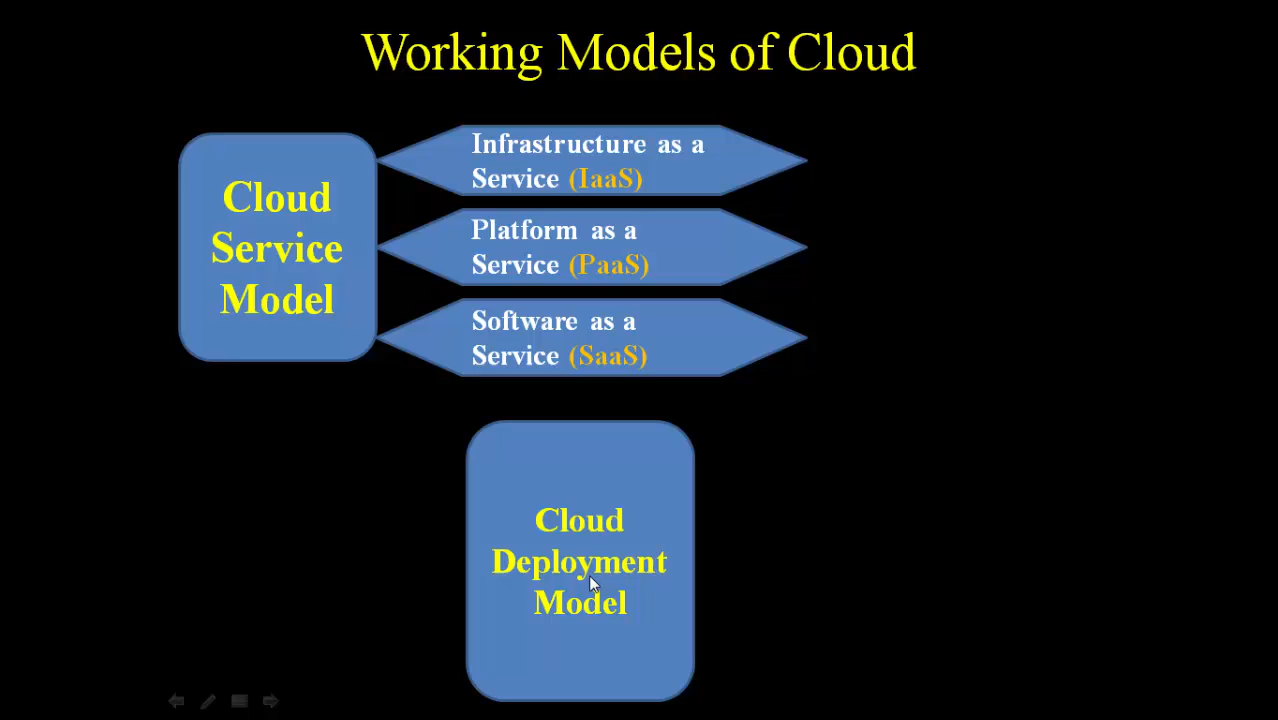 Working Models of Cloud
Cloud
Service
Model
Infrastructure as a
Service (IaaS)
Platform as a
Service (PaaS)
Software as a
Service (SaaS)
Cloud
Deployment
Model